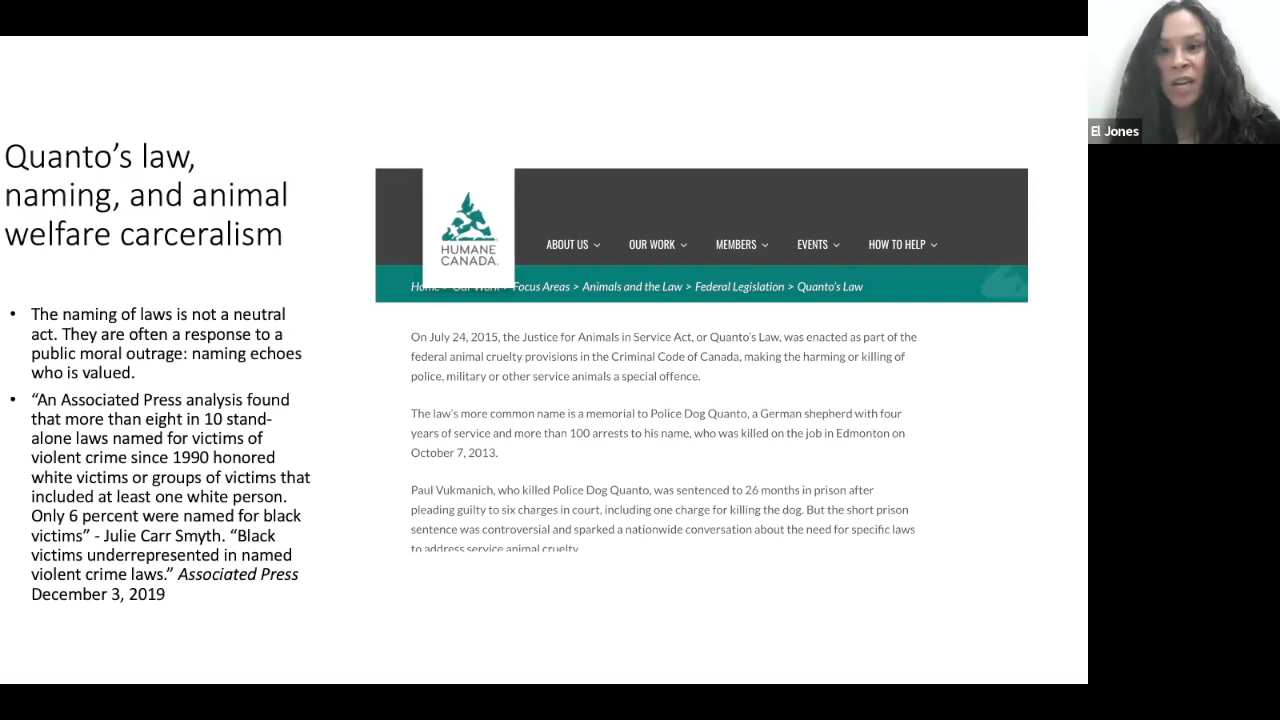 El Jones
Quanto’s law,
naming, and animal
welfare carceralism
• The naming of laws is not a neutral
act. They are often a response to a
public moral outrage: naming echoes
who is valued.
• “An Associated Press analysis found
that more than eight in 10 stand-
alone laws named for victims of
violent crime since 1990 honored
white victims or groups of victims that
included at least one white person.
Only 6 percent were named for black
victims” - Julie Carr Smyth. “Black
victims underrepresented in named
violent crime laws.” Associated Press
December 3, 2019
HUMANE
CANADA
ABOUT US OUR WORK MEMBERS EVENTS HOW TO HELP
Home > Our Work > Focus Areas > Animals and the Law > Federal Legislation > Quanto's Law
On July 24, 2015, the Justice for Animals in Service Act, or Quanto's Law, was enacted as part of the
federal animal cruelty provisions in the Criminal Code of Canada, making the harming or killing of
police, military or other service animals a special offence.
The law's more common name is a memorial to Police Dog Quanto, a German shepherd with four
years of service and more than 100 arrests to his name, who was killed on the job in Edmonton on
October 7, 2013.
Paul Vukmanich, who killed Police Dog Quanto, was sentenced to 26 months in prison after
pleading guilty to six charges in court, including one charge for killing the dog. But the short prison
sentence was controversial and sparked a nationwide conversation about the need for specific laws
to address service animal cruelty